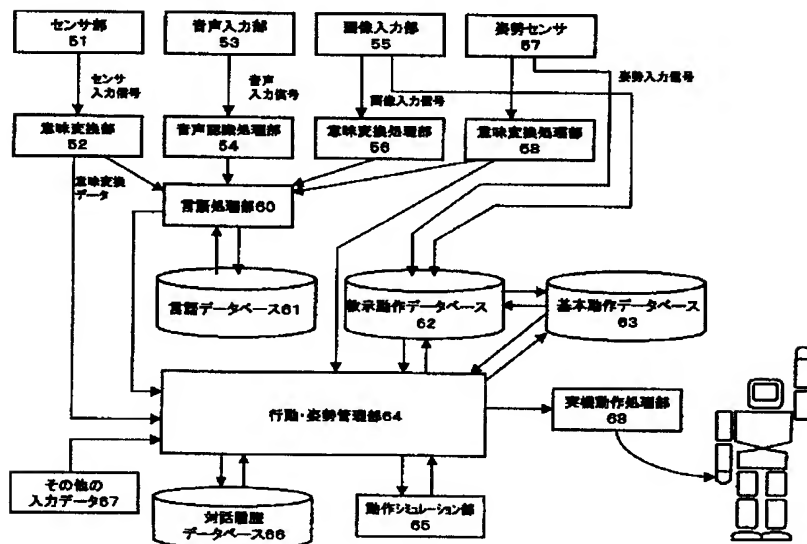 センサ部
51
音声入力部
53
画像入力部
55
姿勢センサ
57
センサ
入力信号
音声
入力信号
画像入力信号
姿勢入力信号
意味変換部
52
音声認識処理部
54
意味変換処理部
56
意味変換処理部
58
意味変換
データ
言語処理部60
言語データベース61
教示動作データベース
62
基本動作データベース
63
行動・姿勢管理部64
実機動作処理部
68
その他の
入力データ67
対話履歴
データベース66
動作シミュレーション部
65